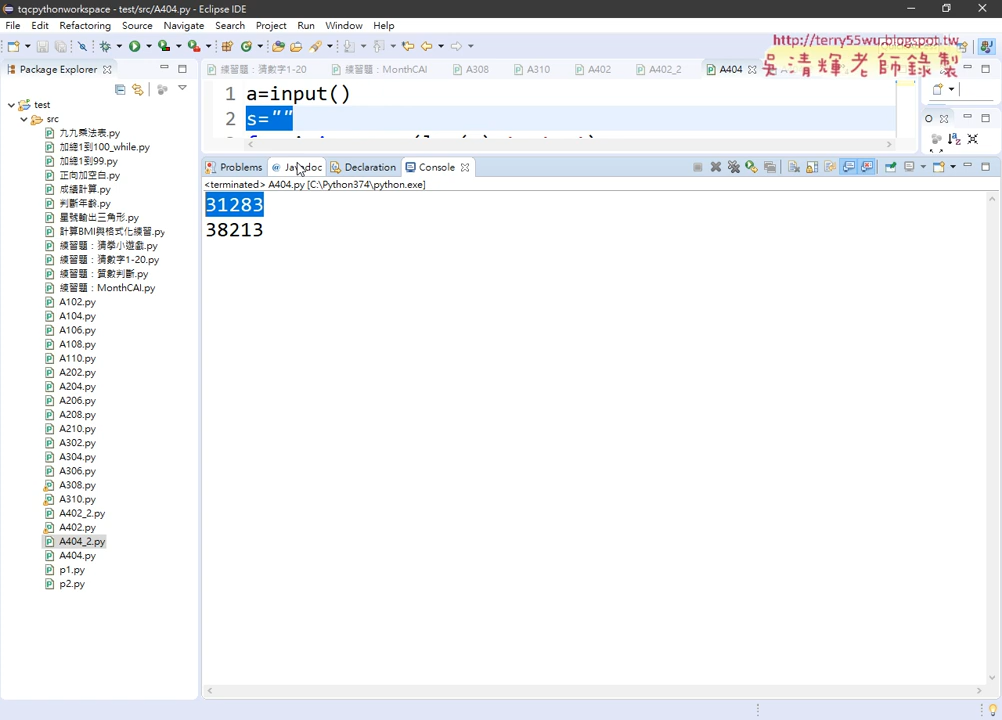 tqcpythonworkspace - test/src/A404.py - Eclipse IDE
File Edit Refactoring Source Navigate Search Project Run Window Help
http://terry55wu.blogspot.tw
吳清輝老師錄製
Package Explorer
練習題：猜數字1-20 練習題：MonthCAI A308 A310 A402 A402_2 A404
test
src
九九乘法表.py
加總1到100_while.py
加總1到99.py
正向加空白.py
成績計算.py
判斷年齡.py
星號輸出三角形.py
計算BMI與格式化練習.py
練習題：猜拳小遊戲.py
練習題：猜數字1-20.py
練習題：質數判斷.py
練習題：MonthCAI.py
A102.py
A104.py
A106.py
A108.py
A110.py
A202.py
A204.py
A206.py
A208.py
A210.py
A302.py
A304.py
A306.py
A308.py
A310.py
A402_2.py
A402.py
A404_2.py
A404.py
p1.py
p2.py
1 a=input()
2 s=""
Problems Javadoc Declaration Console
<terminated> A404.py [C:\Python374\python.exe]
31283
38213